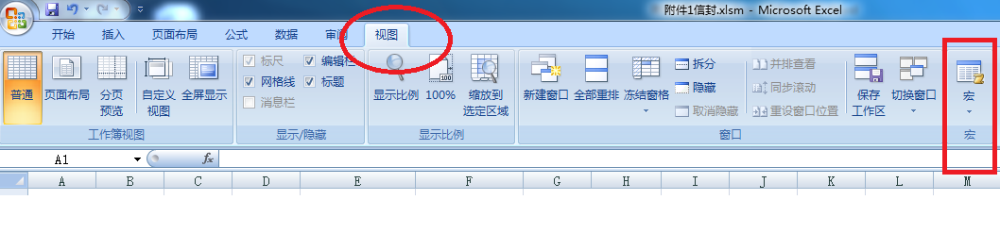 附件1信封.xlsm - Microsoft Excel
开始 插入 页面布局 公式 数据 审阅 视图
普通 页面布局 分页预览 自定义视图 全屏显示
工作簿视图
标尺 编辑栏
网格线 标题
消息栏
显示/隐藏
显示比例 100% 缩放到选定区域
100
显示比例
新建窗口 全部重排 冻结窗格
拆分 并排查看
隐藏 同步滚动
取消隐藏 重设窗口位置
保存工作区 切换窗口
窗口
宏
宏
A1 fx
A B C D E F G H I J K L M